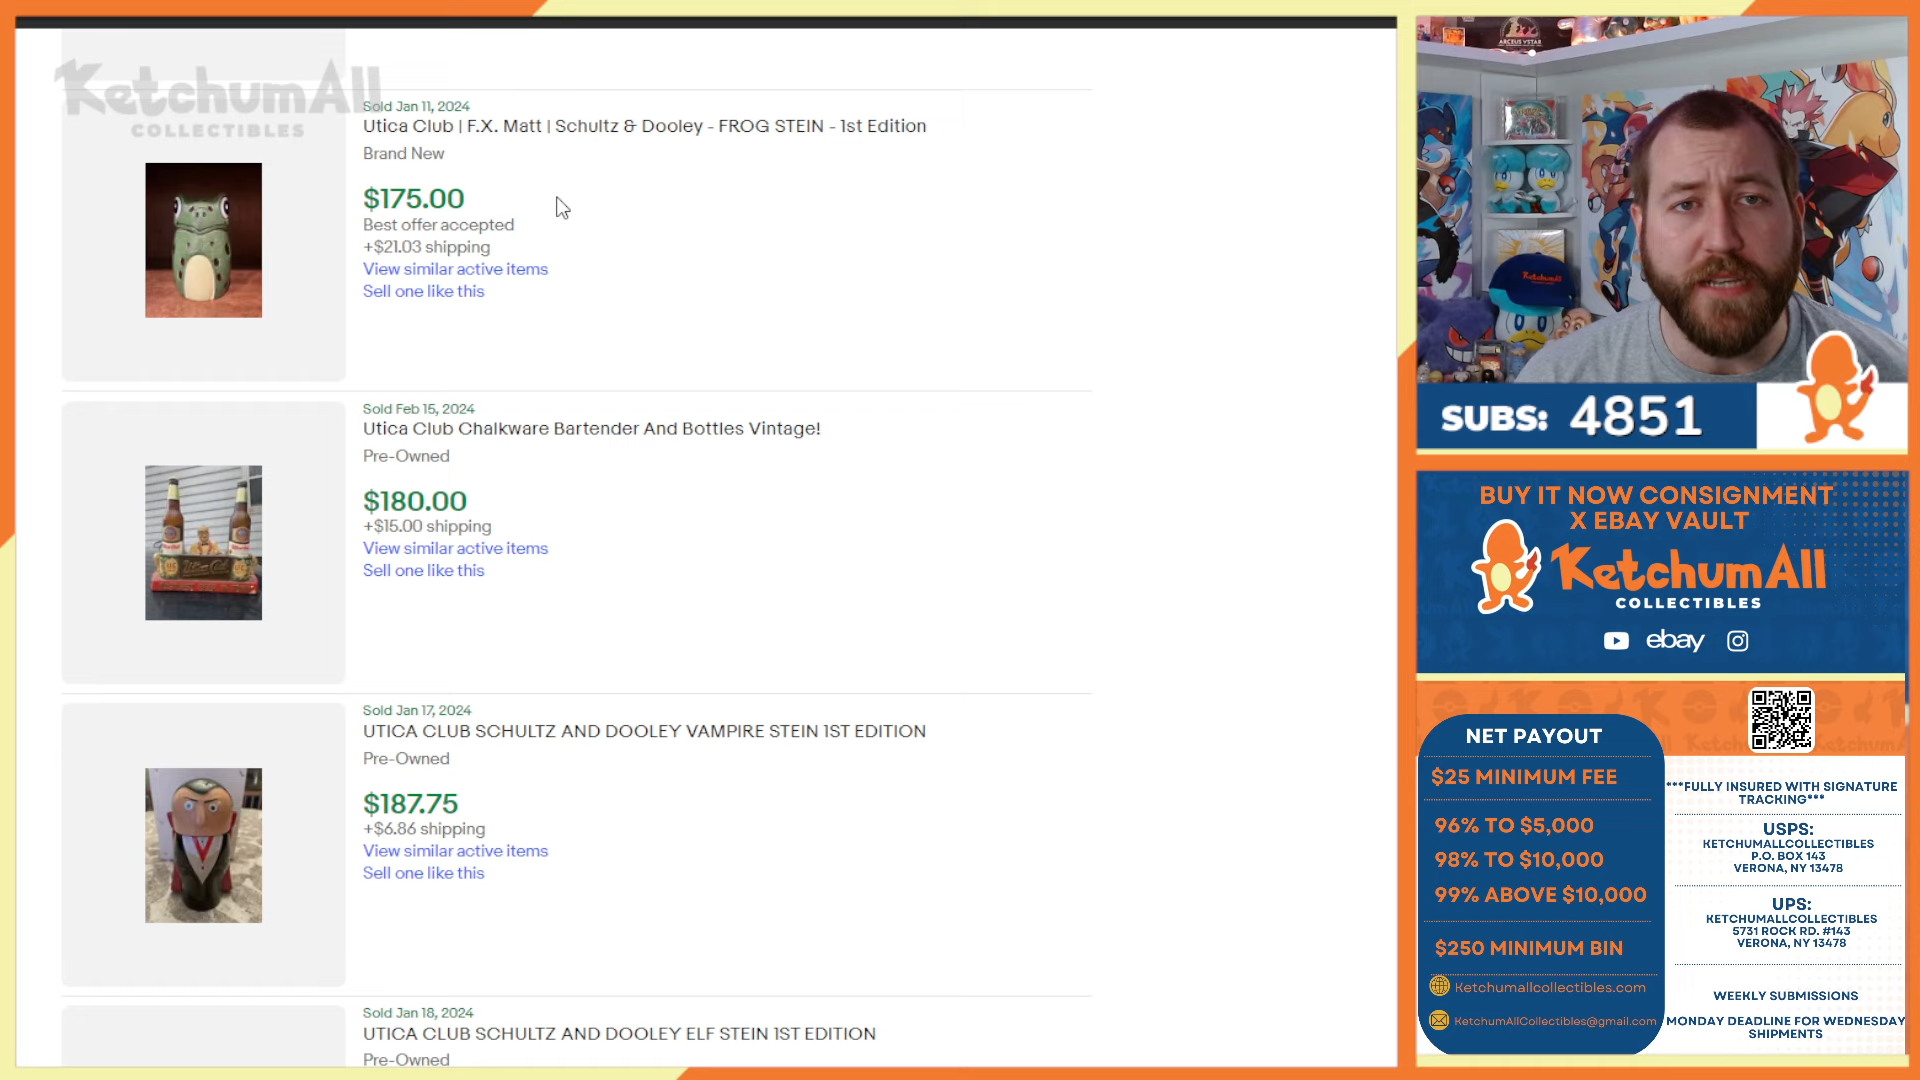 KetchumAll
COLLECTIBLES
Sold Jan 11, 2024
Utica Club | F.X. Matt | Schultz & Dooley - FROG STEIN - 1st Edition
Brand New
$175.00
Best offer accepted
+$21.03 shipping
View similar active items
Sell one like this
Sold Feb 15, 2024
Utica Club Chalkware Bartender And Bottles Vintage!
Pre-Owned
$180.00
+$15.00 shipping
View similar active items
Sell one like this
Sold Jan 17, 2024
UTICA CLUB SCHULTZ AND DOOLEY VAMPIRE STEIN 1ST EDITION
Pre-Owned
$187.75
+$6.86 shipping
View similar active items
Sell one like this
Sold Jan 18, 2024
UTICA CLUB SCHULTZ AND DOOLEY ELF STEIN 1ST EDITION
Pre-Owned
ARCEUS VSTAR
KetchumAll
SUBS: 4851
BUY IT NOW CONSIGNMENT
X EBAY VAULT
KetchumAll
COLLECTIBLES
ebay
NET PAYOUT
$25 MINIMUM FEE
96% TO $5,000
98% TO $10,000
99% ABOVE $10,000
$250 MINIMUM BIN
Ketchumallcollectibles.com
KetchumAllCollectibles@gmail.com
***FULLY INSURED WITH SIGNATURE
TRACKING***
USPS:
KETCHUMALLCOLLECTIBLES
P.O. BOX 143
VERONA, NY 13478
UPS:
KETCHUMALLCOLLECTIBLES
5731 ROCK RD. #143
VERONA, NY 13478
WEEKLY SUBMISSIONS
MONDAY DEADLINE FOR WEDNESDAY
SHIPMENTS